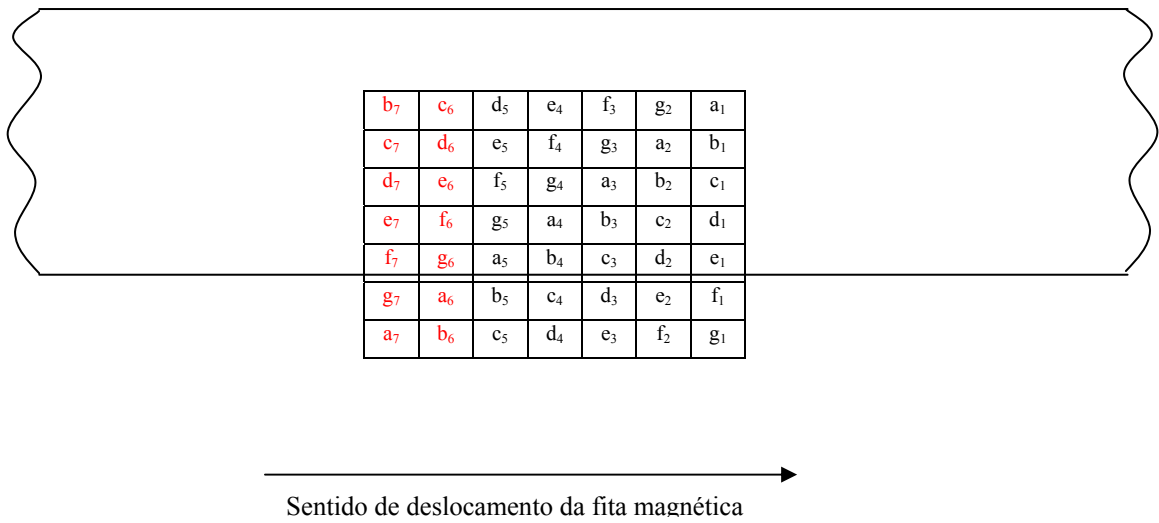 b₇ c₆ d₅ e₄ f₃ g₂ a₁
c₇ d₆ e₅ f₄ g₃ a₂ b₁
d₇ e₆ f₅ g₄ a₃ b₂ c₁
e₇ f₆ g₅ a₄ b₃ c₂ d₁
f₇ g₆ a₅ b₄ c₃ d₂ e₁
g₇ a₆ b₅ c₄ d₃ e₂ f₁
a₇ b₆ c₅ d₄ e₃ f₂ g₁
Sentido de deslocamento da fita magnética